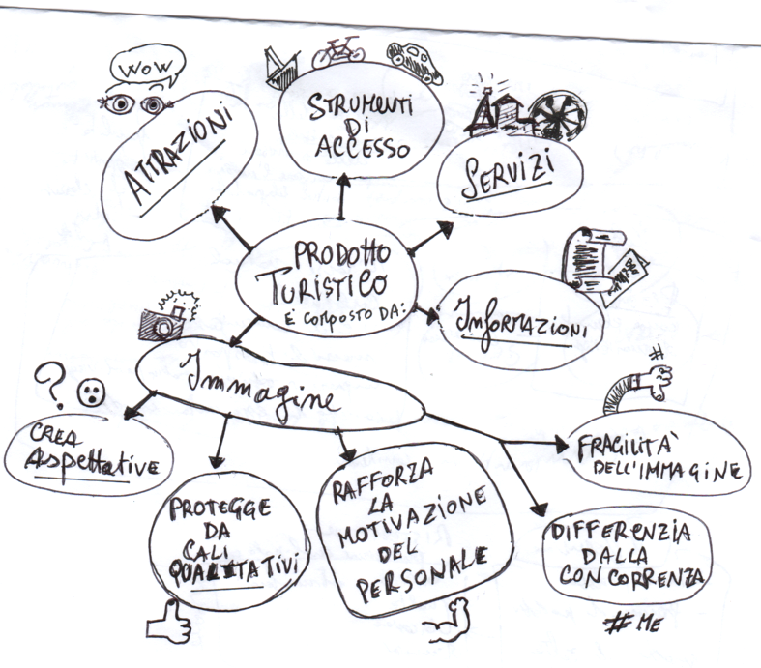 WOW
ATTRAZIONI
STRUMENTI
DI
ACCESSO
SERVIZI
PRODOTTO
TURISTICO
E' COMPOSTO DA:
Informazioni
Immagine
?
CREA
Aspettative
PROTEGGE
DA
CALI
QUALITATIVI
RAFFORZA
LA
MOTIVAZIONE
DEL
PERSONALE
#
FRAGILITÀ
DELL'IMMAGINE
DIFFERENZIA
DALLA
CONCORRENZA
# ME